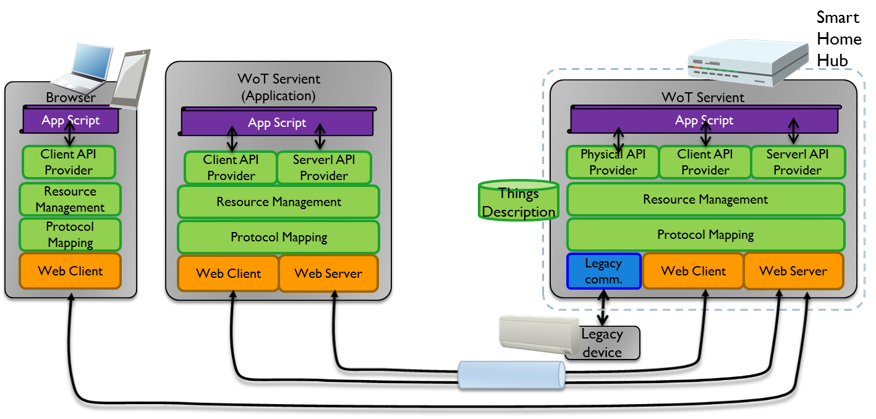 Smart
Home
Hub
Browser
App Script
Client API
Provider
Resource
Management
Protocol
Mapping
Web Client
WoT Servient
(Application)
App Script
Client API
Provider
Serverl API
Provider
Resource Management
Protocol Mapping
Web Client
Web Server
Things
Description
WoT Servient
App Script
Physical API
Provider
Client API
Provider
Serverl API
Provider
Resource Management
Protocol Mapping
Legacy
comm.
Web Client
Web Server
Legacy
device